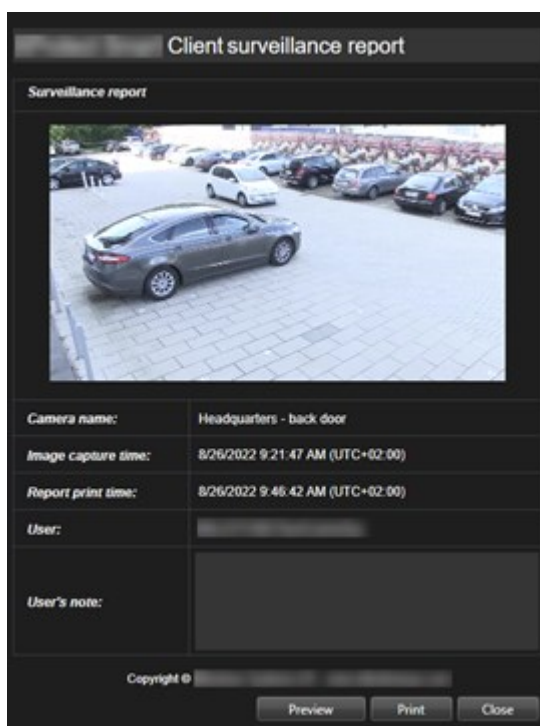 Client surveillance report
Surveillance report
Camera name: Headquarters - back door
Image capture time: 8/26/2022 9:21:47 AM (UTC+02:00)
Report print time: 8/26/2022 9:46:42 AM (UTC+02:00)
User:
User's note:
Copyright ©
Preview Print Close